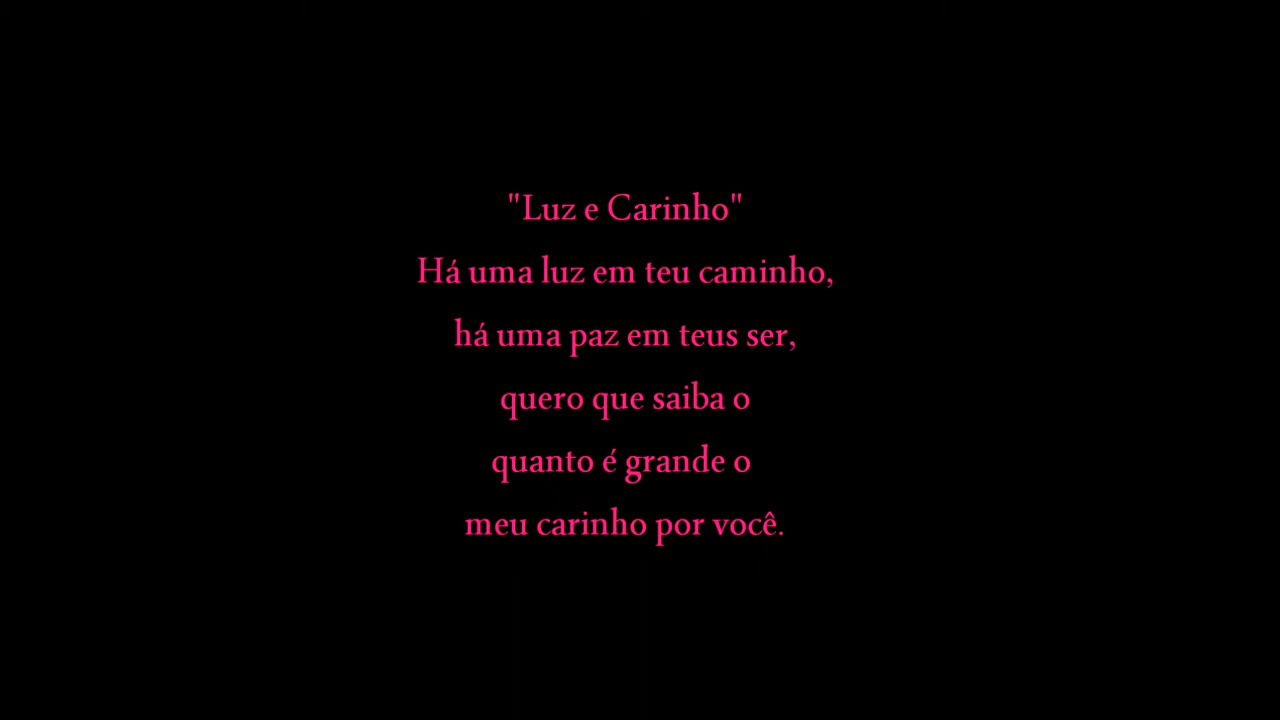 "Luz e Carinho"
Há uma luz em teu caminho,
há uma paz em teus ser,
quero que saiba o
quanto é grande o
meu carinho por você.